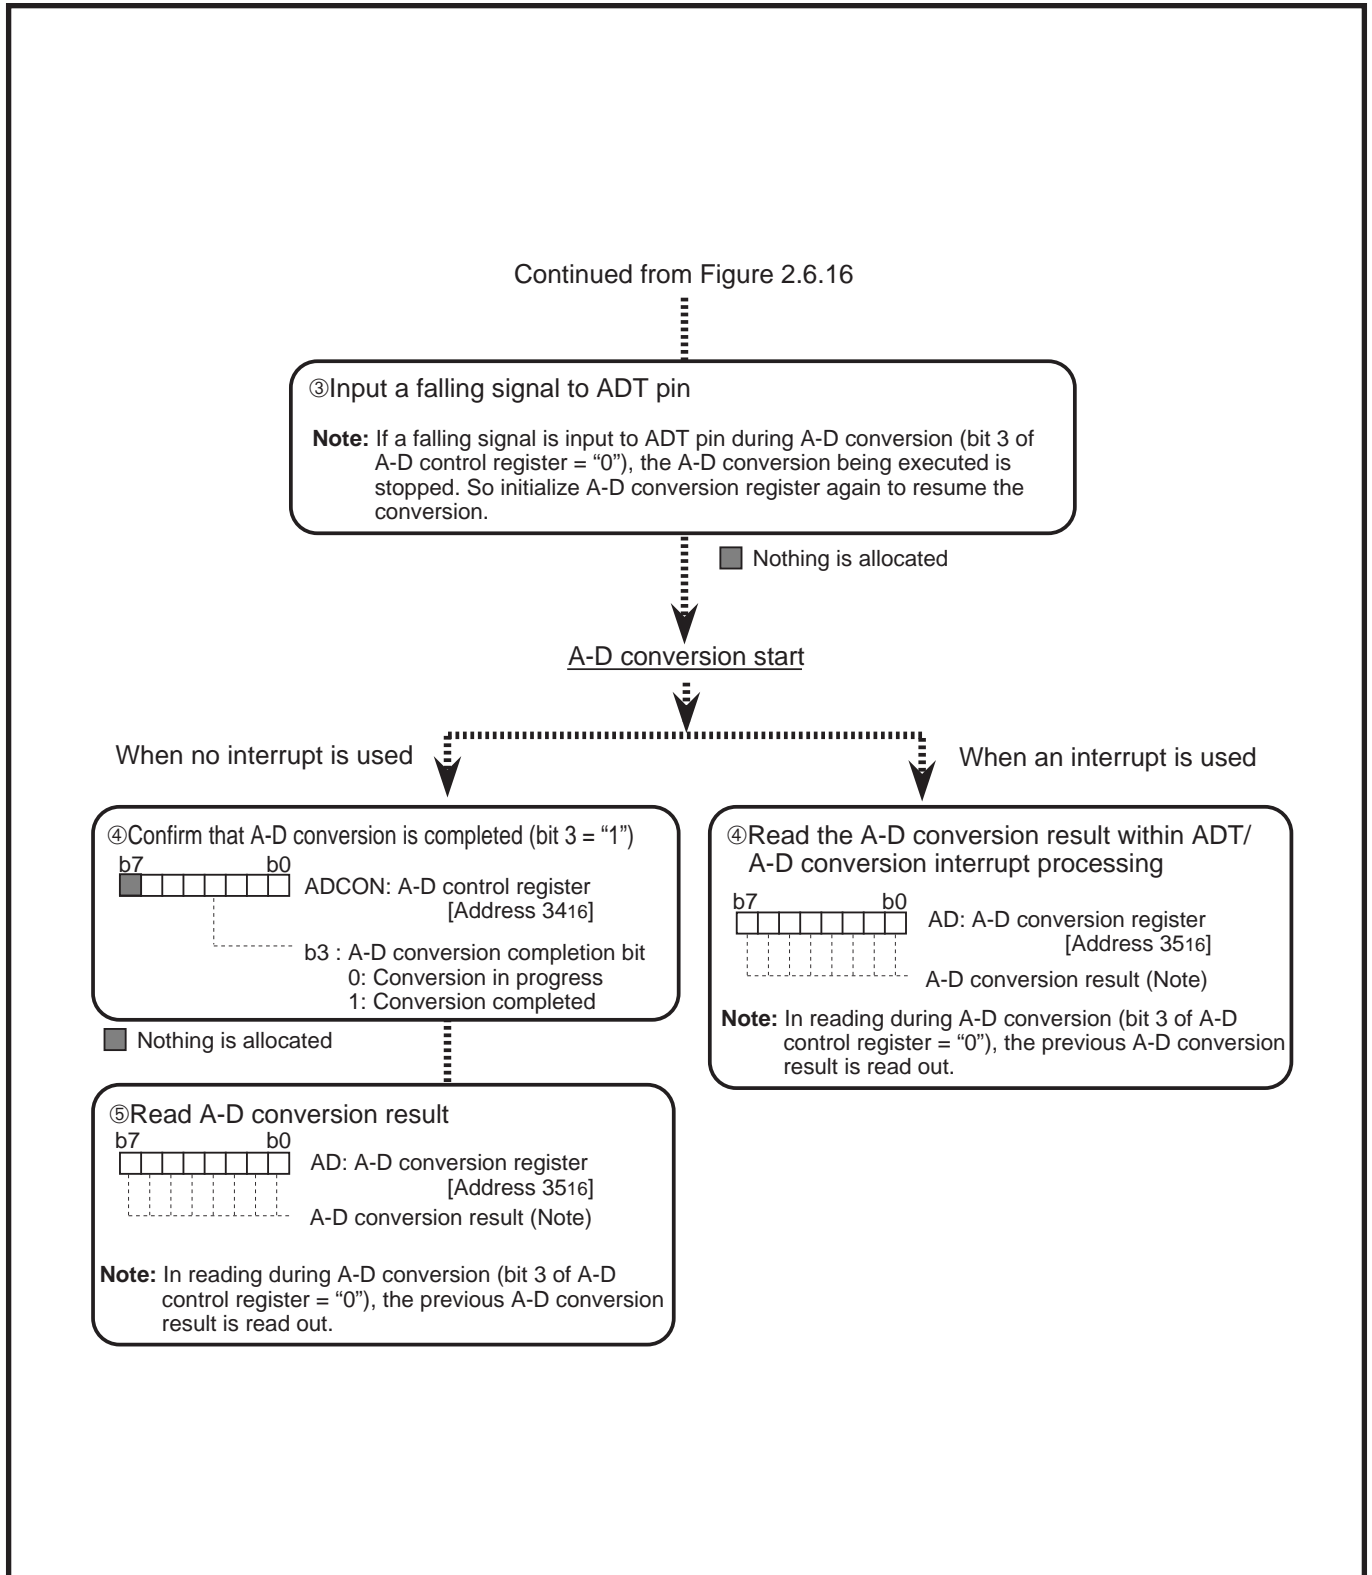 Continued from Figure 2.6.16
③Input a falling signal to ADT pin
Note: If a falling signal is input to ADT pin during A-D conversion (bit 3 of
A-D control register = “0”), the A-D conversion being executed is
stopped. So initialize A-D conversion register again to resume the
conversion.
Nothing is allocated
A-D conversion start
When no interrupt is used
④Confirm that A-D conversion is completed (bit 3 = “1”)
b7 b0
ADCON: A-D control register
[Address 3416]
b3 : A-D conversion completion bit
0: Conversion in progress
1: Conversion completed
Nothing is allocated
⑤Read A-D conversion result
b7 b0
AD: A-D conversion register
[Address 3516]
A-D conversion result (Note)
Note: In reading during A-D conversion (bit 3 of A-D
control register = “0”), the previous A-D conversion
result is read out.
When an interrupt is used
④Read the A-D conversion result within ADT/
A-D conversion interrupt processing
b7 b0
AD: A-D conversion register
[Address 3516]
A-D conversion result (Note)
Note: In reading during A-D conversion (bit 3 of A-D
control register = “0”), the previous A-D conversion
result is read out.